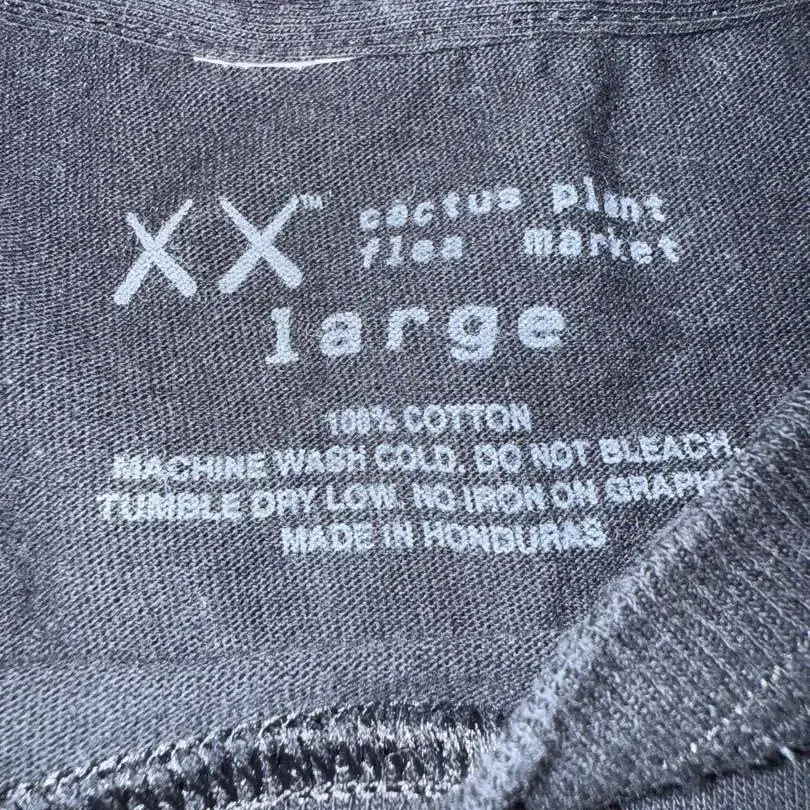 XX™ cactus plant
flea market
large
100% COTTON
MACHINE WASH COLD. DO NOT BLEACH.
TUMBLE DRY LOW. NO IRON ON
MADE IN HONDURAS